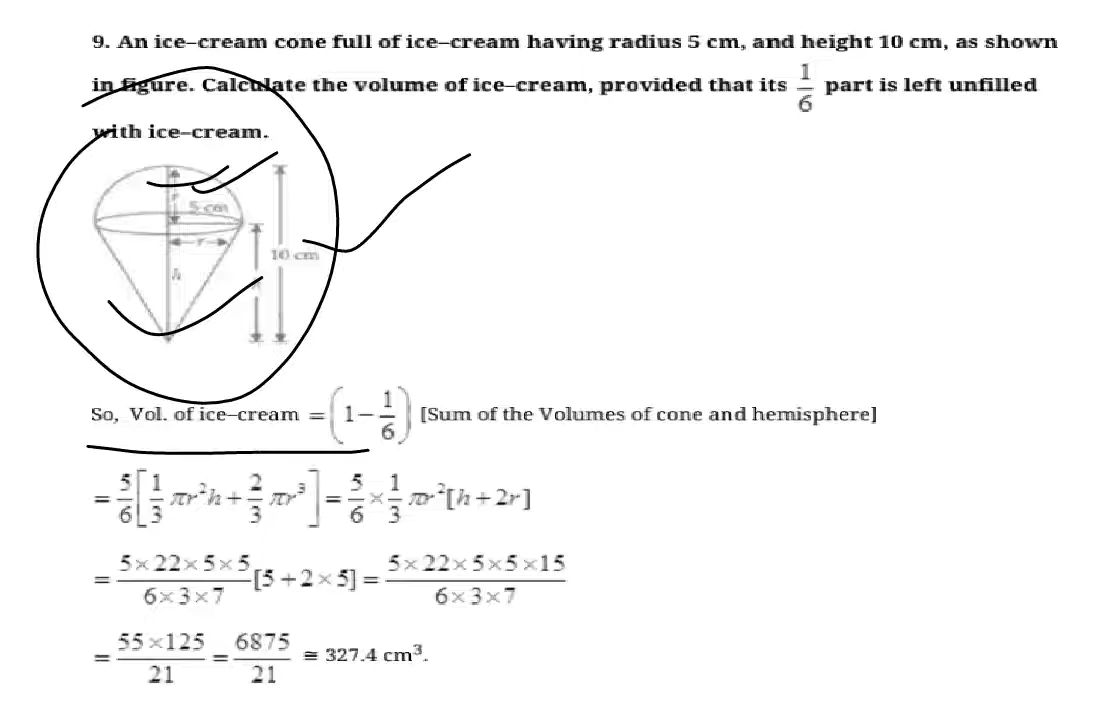 9. An ice–cream cone full of ice–cream having radius 5 cm, and height 10 cm, as shown
in figure. Calculate the volume of ice–cream, provided that its 1/6 part is left unfilled
with ice–cream.
r
5 cm
r
10 cm
h
So, Vol. of ice–cream = (1 − 1/6) [Sum of the Volumes of cone and hemisphere]
= 5/6 [1/3 πr²h + 2/3 πr³] = 5/6 × 1/3 πr²[h + 2r]
= (5 × 22 × 5 × 5)/(6 × 3 × 7) [5 + 2 × 5] = (5 × 22 × 5 × 5 × 15)/(6 × 3 × 7)
= (55 × 125)/21 = 6875/21 ≅ 327.4 cm³.